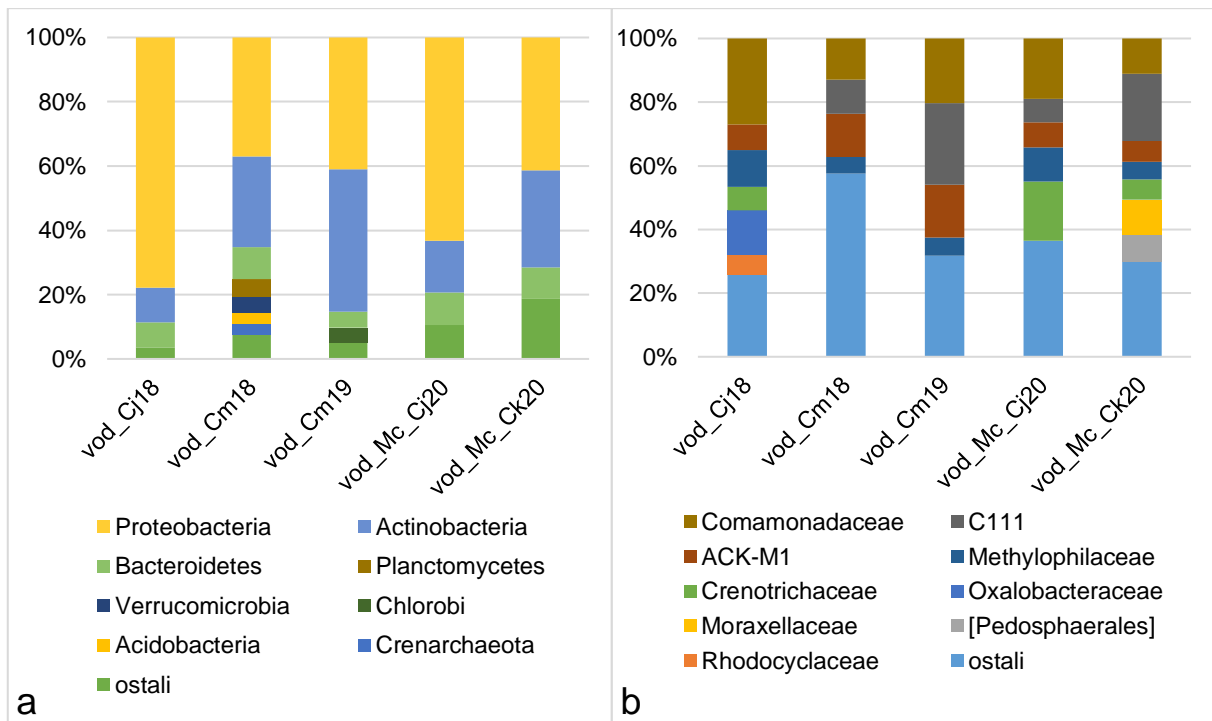 100%
80%
60%
40%
20%
0%
vod_Cj18
vod_Cm18
vod_Cm19
vod_Mc_Cj20
vod_Mc_Ck20
Proteobacteria
Actinobacteria
Bacteroidetes
Planctomycetes
Verrucomicrobia
Chlorobi
Acidobacteria
Crenarchaeota
ostali
a
100%
80%
60%
40%
20%
0%
vod_Cj18
vod_Cm18
vod_Cm19
vod_Mc_Cj20
vod_Mc_Ck20
Comamonadaceae
C111
ACK-M1
Methylophilaceae
Crenotrichaceae
Oxalobacteraceae
Moraxellaceae
[Pedosphaerales]
Rhodocyclaceae
ostali
b